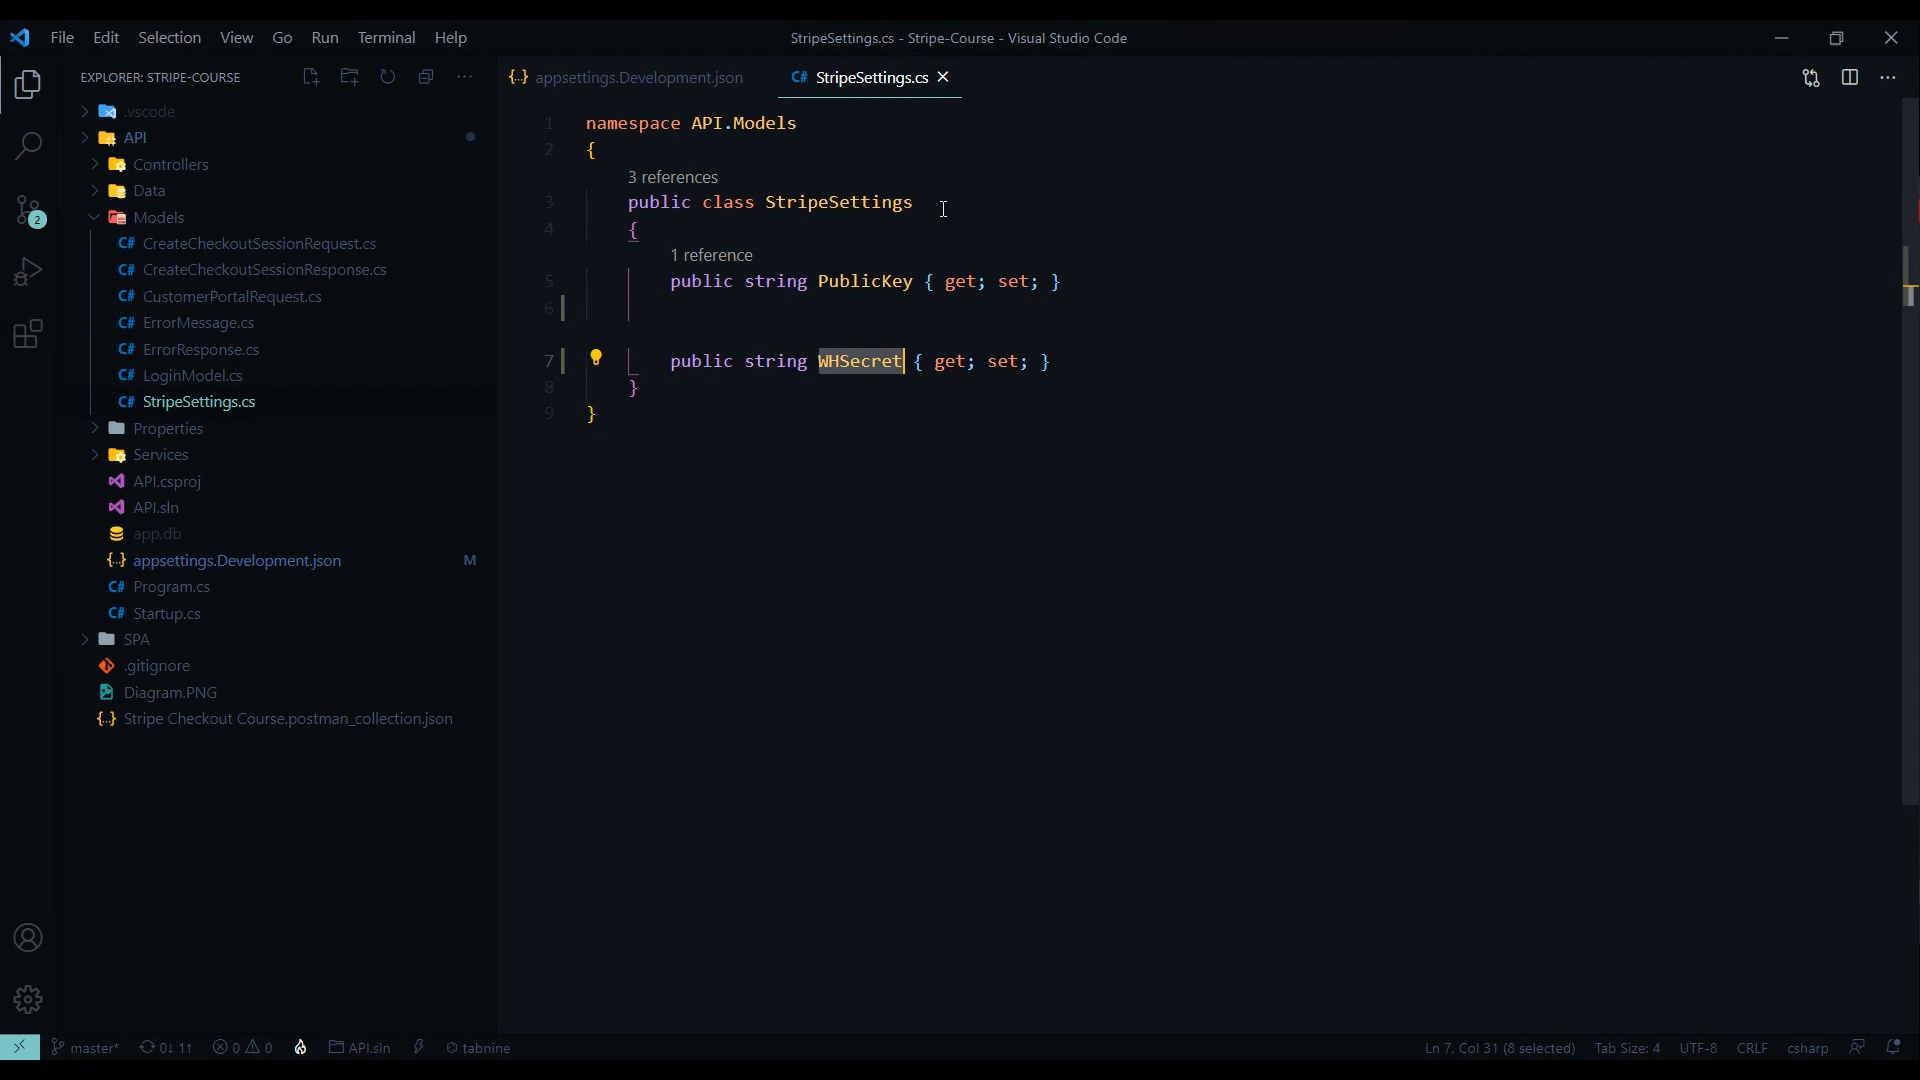 File Edit Selection View Go Run Terminal Help
StripeSettings.cs - Stripe-Course - Visual Studio Code
EXPLORER: STRIPE-COURSE
.vscode
API
Controllers
Data
Models
C# CreateCheckoutSessionRequest.cs
C# CreateCheckoutSessionResponse.cs
C# CustomerPortalRequest.cs
C# ErrorMessage.cs
C# ErrorResponse.cs
C# LoginModel.cs
C# StripeSettings.cs
Properties
Services
API.csproj
API.sln
app.db
{..} appsettings.Development.json M
C# Program.cs
C# Startup.cs
SPA
.gitignore
Diagram.PNG
{..} Stripe Checkout Course.postman_collection.json
2
{..} appsettings.Development.json
C# StripeSettings.cs
1 namespace API.Models
2 {
3 references
3 public class StripeSettings
4 {
1 reference
5 public string PublicKey { get; set; }
6
7 public string WHSecret { get; set; }
8 }
9 }
master* 0↓ 1↑ 0 0 API.sln tabnine
Ln 7, Col 31 (8 selected) Tab Size: 4 UTF-8 CRLF csharp